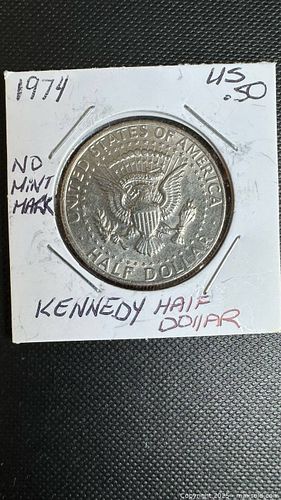 1974
US
.50
NO
MINT
MARK
UNITED STATES OF AMERICA
HALF DOLLAR
KENNEDY HAlF
DOllAR